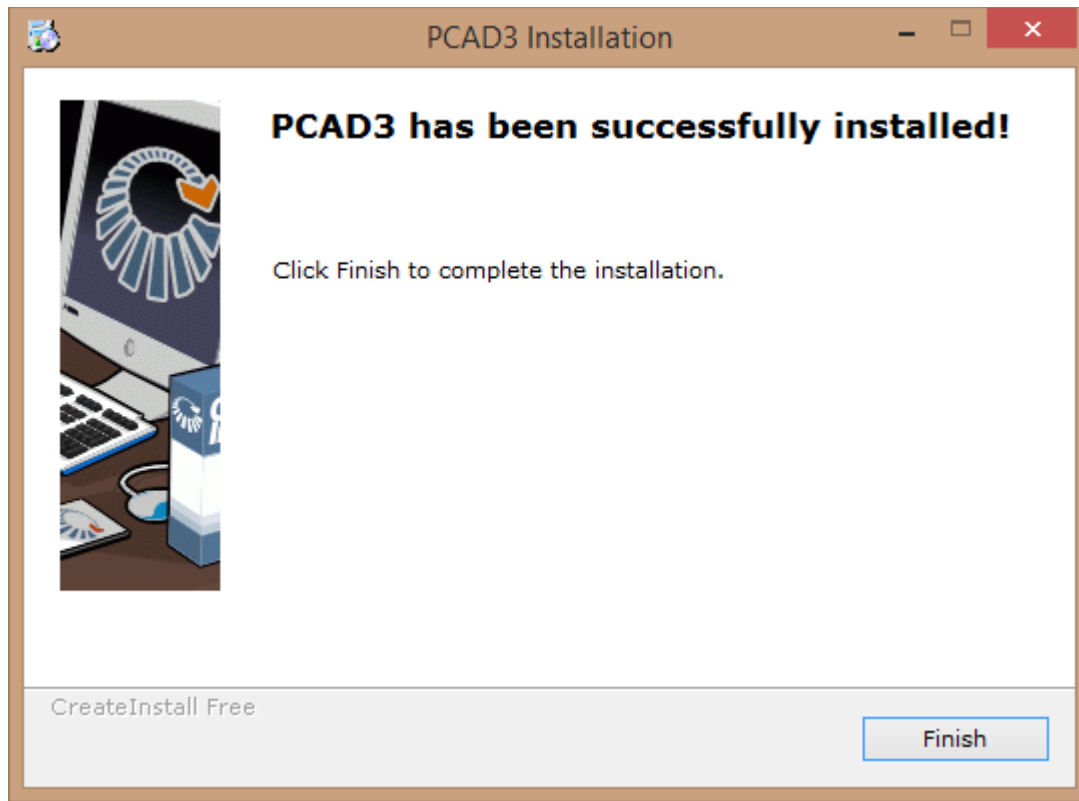 PCAD3 Installation
PCAD3 has been successfully installed!
Click Finish to complete the installation.
CreateInstall Free
Finish